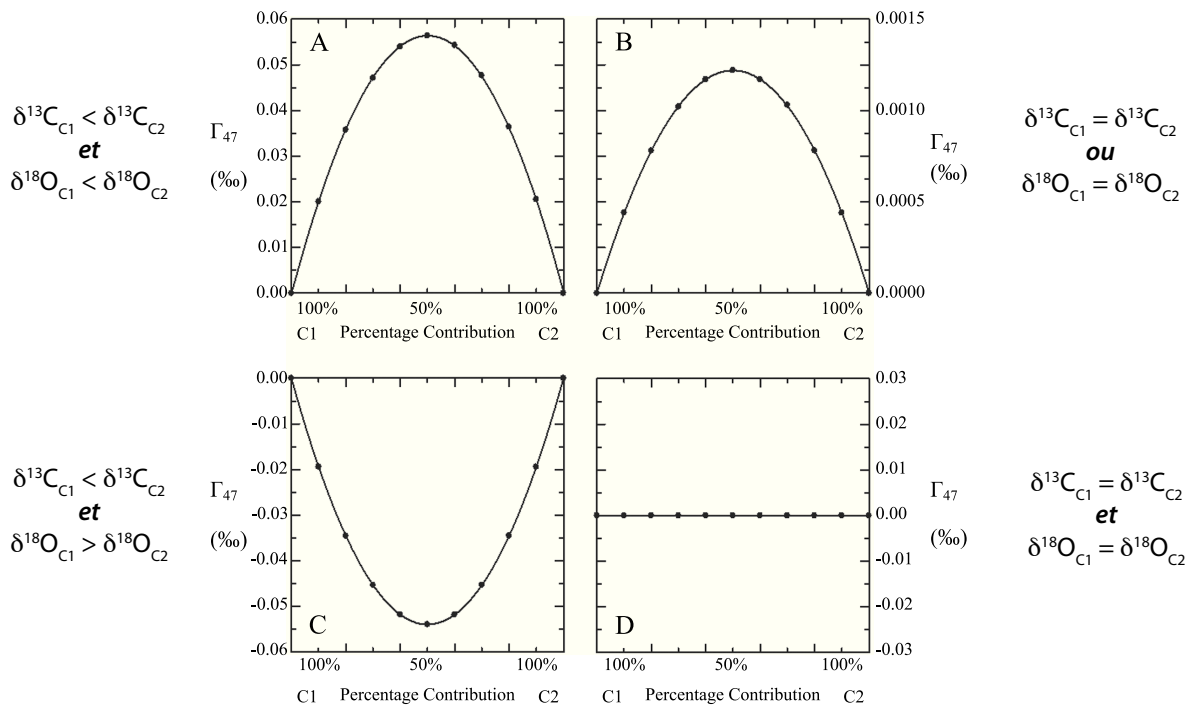 A
0.06
0.05
0.04
0.03
0.02
0.01
0.00
Γ47
(‰)
δ13CC1 < δ13CC2
et
δ18OC1 < δ18OC2
100% 50% 100%
C1 Percentage Contribution C2
B
0.0015
0.0010
0.0005
0.0000
Γ47
(‰)
δ13CC1 = δ13CC2
ou
δ18OC1 = δ18OC2
100% 50% 100%
C1 Percentage Contribution C2
0.00
-0.01
-0.02
-0.03
-0.04
-0.05
-0.06
C
Γ47
(‰)
δ13CC1 < δ13CC2
et
δ18OC1 > δ18OC2
100% 50% 100%
C1 Percentage Contribution C2
0.03
0.02
0.01
0.00
-0.01
-0.02
-0.03
D
Γ47
(‰)
δ13CC1 = δ13CC2
et
δ18OC1 = δ18OC2
100% 50% 100%
C1 Percentage Contribution C2